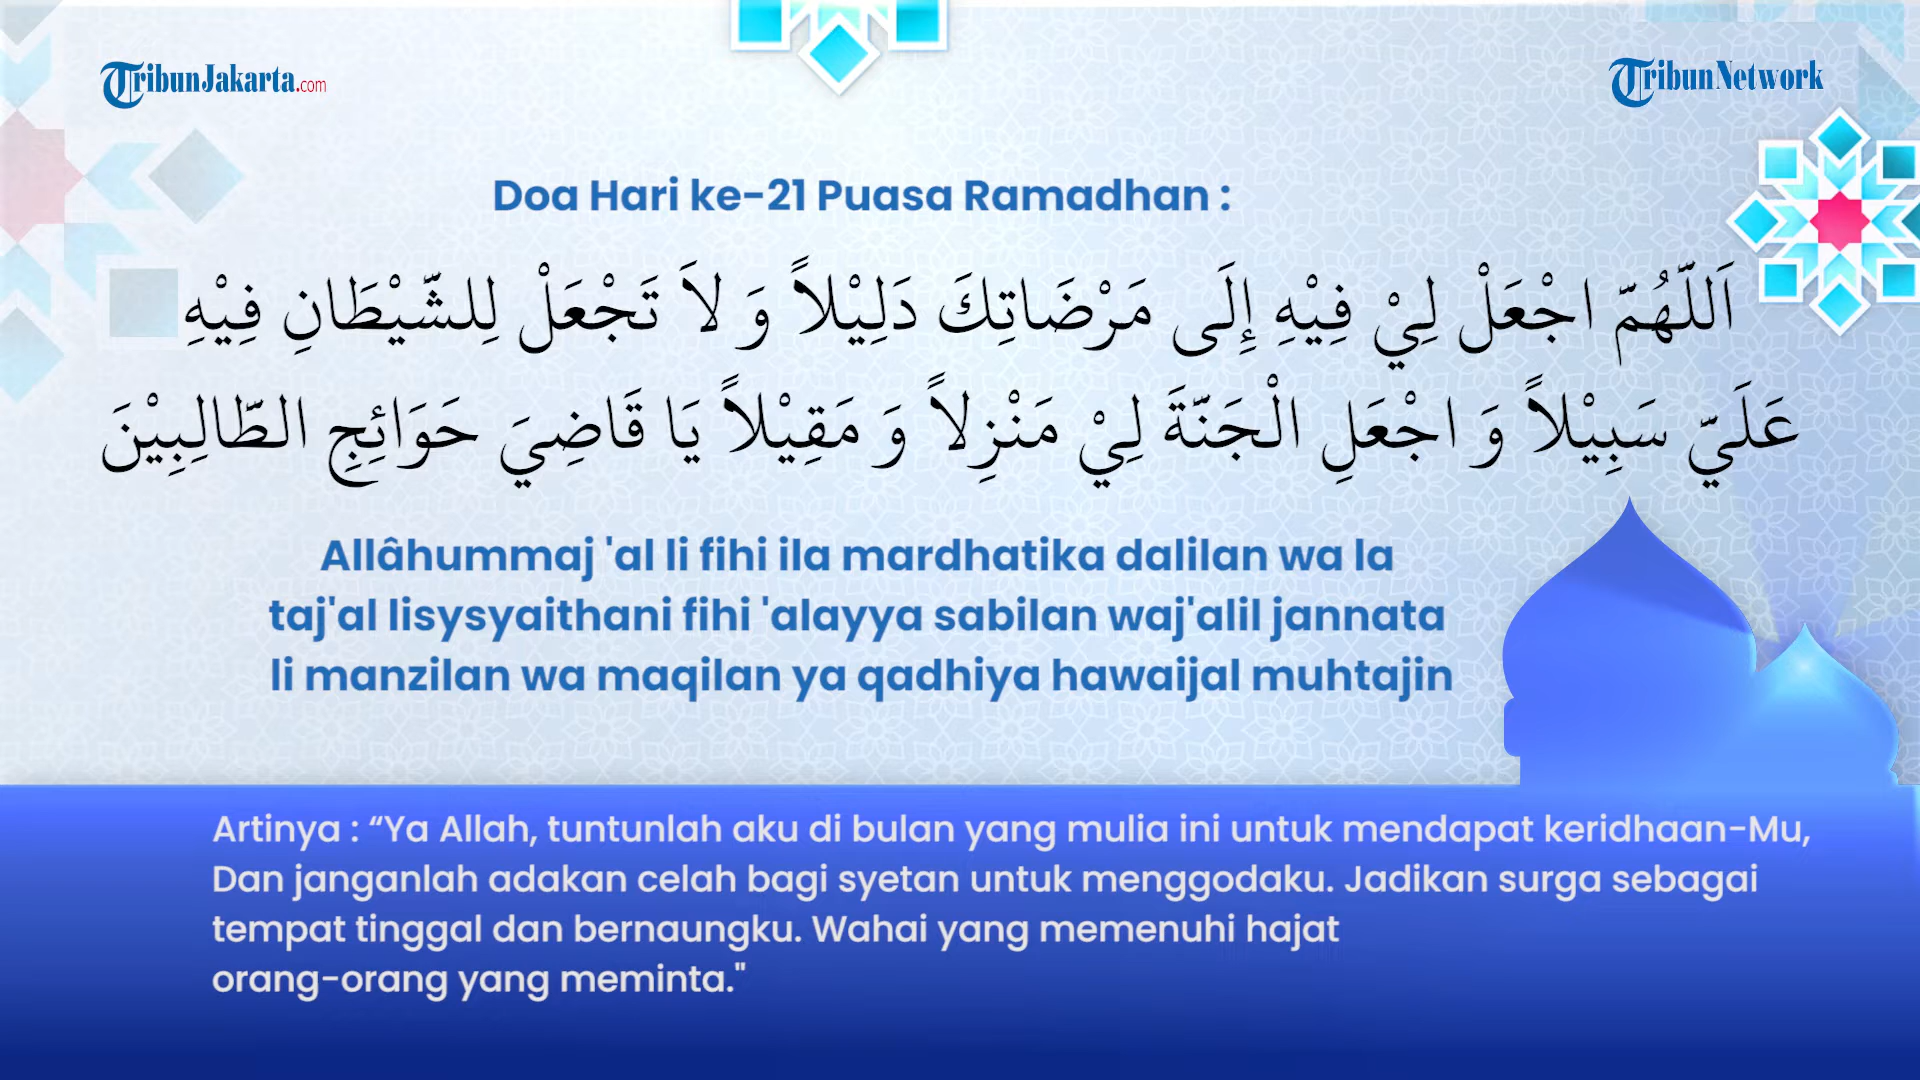 TribunJakarta.com
TribunNetwork
Doa Hari ke-21 Puasa Ramadhan :
اَللّهُمّ اجْعَلْ لِيْ فِيْهِ إِلَى مَرْضَاتِكَ دَلِيْلاً وَ لاَ تَجْعَلْ لِلشّيْطَانِ فِيْهِ
عَلَيّ سَبِيْلاً وَ اجْعَلِ الْجَنّةَ لِيْ مَنْزِلاً وَ مَقِيْلاً يَا قَاضِيَ حَوَائِجِ الطّالِبِيْنَ
Allâhummaj 'al li fihi ila mardhatika dalilan wa la
taj'al lisysyaithani fihi 'alayya sabilan waj'alil jannata
li manzilan wa maqilan ya qadhiya hawaijal muhtajin
Artinya : “Ya Allah, tuntunlah aku di bulan yang mulia ini untuk mendapat keridhaan-Mu,
Dan janganlah adakan celah bagi syetan untuk menggodaku. Jadikan surga sebagai
tempat tinggal dan bernaungku. Wahai yang memenuhi hajat
orang-orang yang meminta."